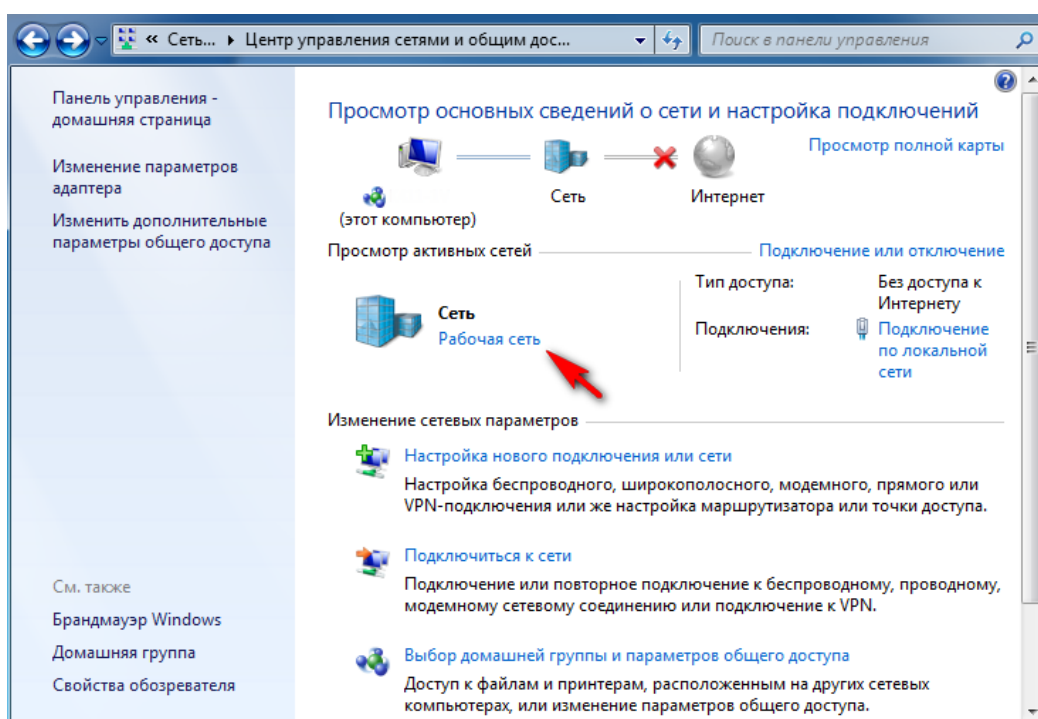 « Сеть... Центр управления сетями и общим дос...
Поиск в панели управления
Панель управления -
домашняя страница
Изменение параметров
адаптера
Изменить дополнительные
параметры общего доступа
См. также
Брандмауэр Windows
Домашняя группа
Свойства обозревателя
Просмотр основных сведений о сети и настройка подключений
Просмотр полной карты
(этот компьютер)
Сеть
Интернет
Просмотр активных сетей
Подключение или отключение
Сеть
Рабочая сеть
Тип доступа:
Без доступа к
Интернету
Подключения:
Подключение
по локальной
сети
Изменение сетевых параметров
Настройка нового подключения или сети
Настройка беспроводного, широкополосного, модемного, прямого или
VPN-подключения или же настройка маршрутизатора или точки доступа.
Подключиться к сети
Подключение или повторное подключение к беспроводному, проводному,
модемному сетевому соединению или подключение к VPN.
Выбор домашней группы и параметров общего доступа
Доступ к файлам и принтерам, расположенным на других сетевых
компьютерах, или изменение параметров общего доступа.